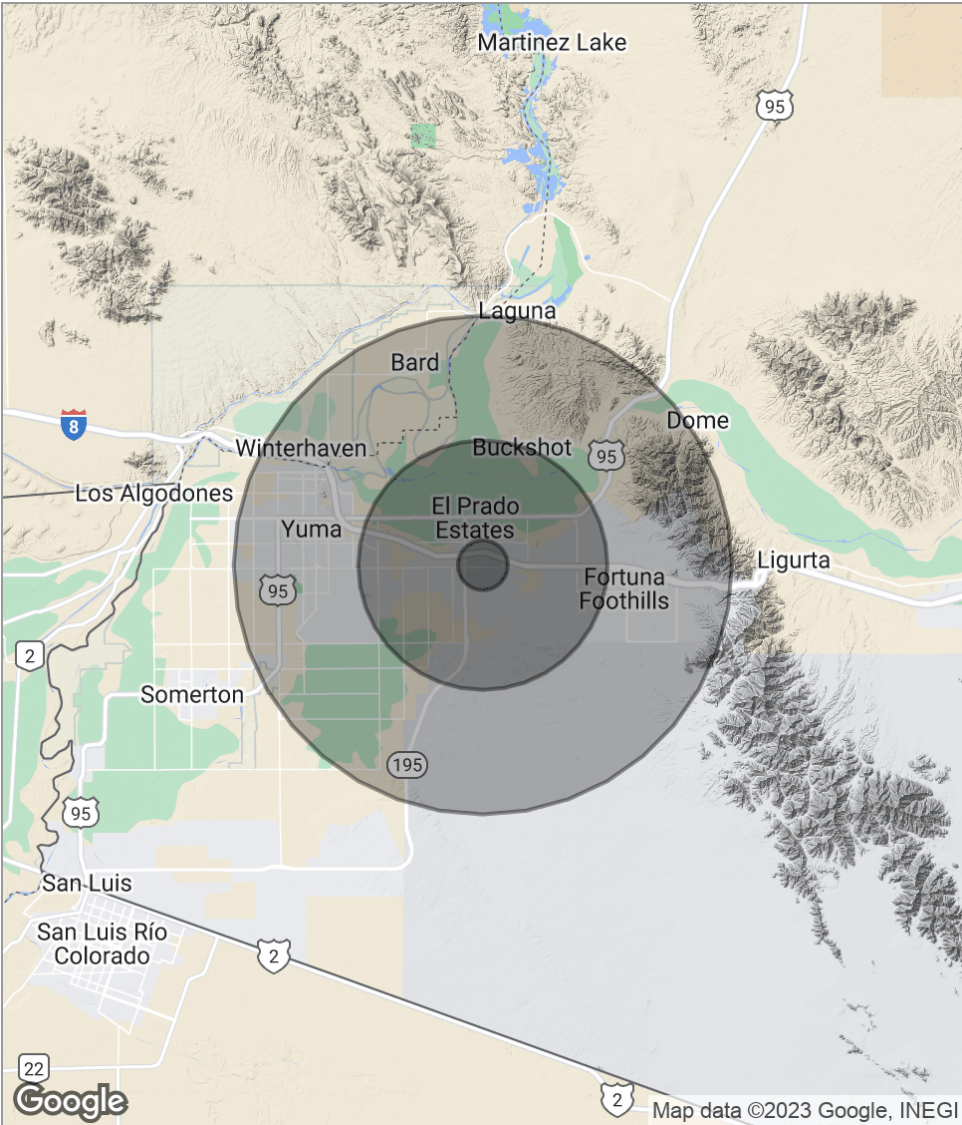 Martinez Lake
95
Laguna
Bard
Dome
8
Winterhaven
Buckshot
95
Los Algodones
El Prado
Estates
Yuma
Ligurta
Fortuna
Foothills
95
2
Somerton
195
95
San Luis
San Luis Río
Colorado
2
22
2
Google
Map data ©2023 Google, INEGI